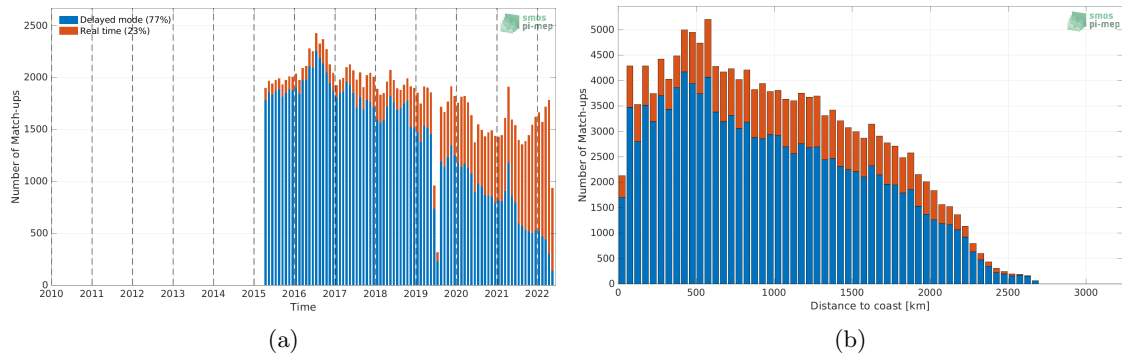 Delayed mode (77%)
Real time (23%)
smos
pi-mep
2500
2000
1500
1000
500
0
Number of Match-ups
2010 2011 2012 2013 2014 2015 2016 2017 2018 2019 2020 2021 2022
Time
(a)
smos
pi-mep
5000
4500
4000
3500
3000
2500
2000
1500
1000
500
0
Number of Match-ups
0 500 1000 1500 2000 2500 3000
Distance to coast [km]
(b)